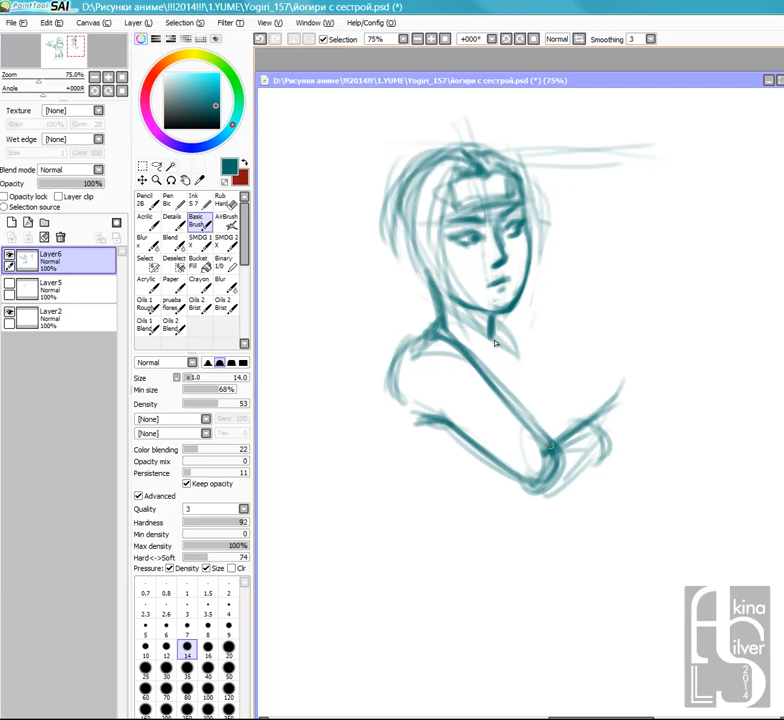 PaintTool SAI D:\Рисунки аниме\!!!2014!!!\1.YUME\Yogiri_157\йогири с сестрой.psd (*)
File (F) Edit (E) Canvas (C) Layer (L) Selection (S) Filter (T) View (V) Window (W) Help/Config (O)
Selection 75% +000° Normal Smoothing 3
D:\Рисунки аниме\!!!2014!!!\1.YUME\Yogiri_157\йогири с сестрой.psd (*) (75%)
Zoom 75.0%
Angle +000R
Texture [None]
100%
Wet edge [None]
Blend mode Normal
Opacity 100%
Opacity lock Layer clip
Selection source
Layer6
Normal
100%
Layer5
Normal
100%
Layer2
Normal
100%
Pencil 2B
Pen Bic
Ink S 7
Rub Hard
Acrlic
Details
Basic Brush
AirBrush
Blur x
Blend
SMDG 1 X
SMDG 2 X
Select
Deselect
Bucket Fill
Binary 1/0
Acrylic
Paper
Crayon
Blur
Oils 1 Rough
prueba flores
Oils 2 Brist
Oils 2 Brist
Oils 1 Blend
Oils 2 Blend
Normal
Size x1.0 14.0
Min size 68%
Density 53
[None]
[None]
Color blending 22
Opacity mix 0
Persistence 11
Keep opacity
Advanced
Quality 3
Hardness 92
Min density 0
Max density 100%
Hard<->Soft 74
Pressure: Density Size Clr
0.7 0.8 1 1.5 2
2.3 2.6 3 3.5 4
5 6 7 8 9
10 12 14 16 20
25 30 35 40 50
60 70 80 100 120
Akina
Silver
2014